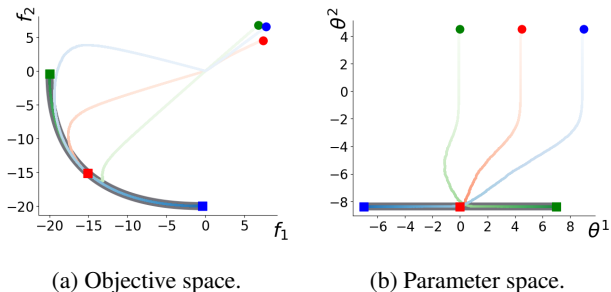 f₂
5
0
−5
−10
−15
−20
−20 −15 −10 −5 0 5
f₁
θ²
4
2
0
−2
−4
−6
−8
−6 −4 −2 0 2 4 6 8
θ¹
(a) Objective space.
(b) Parameter space.